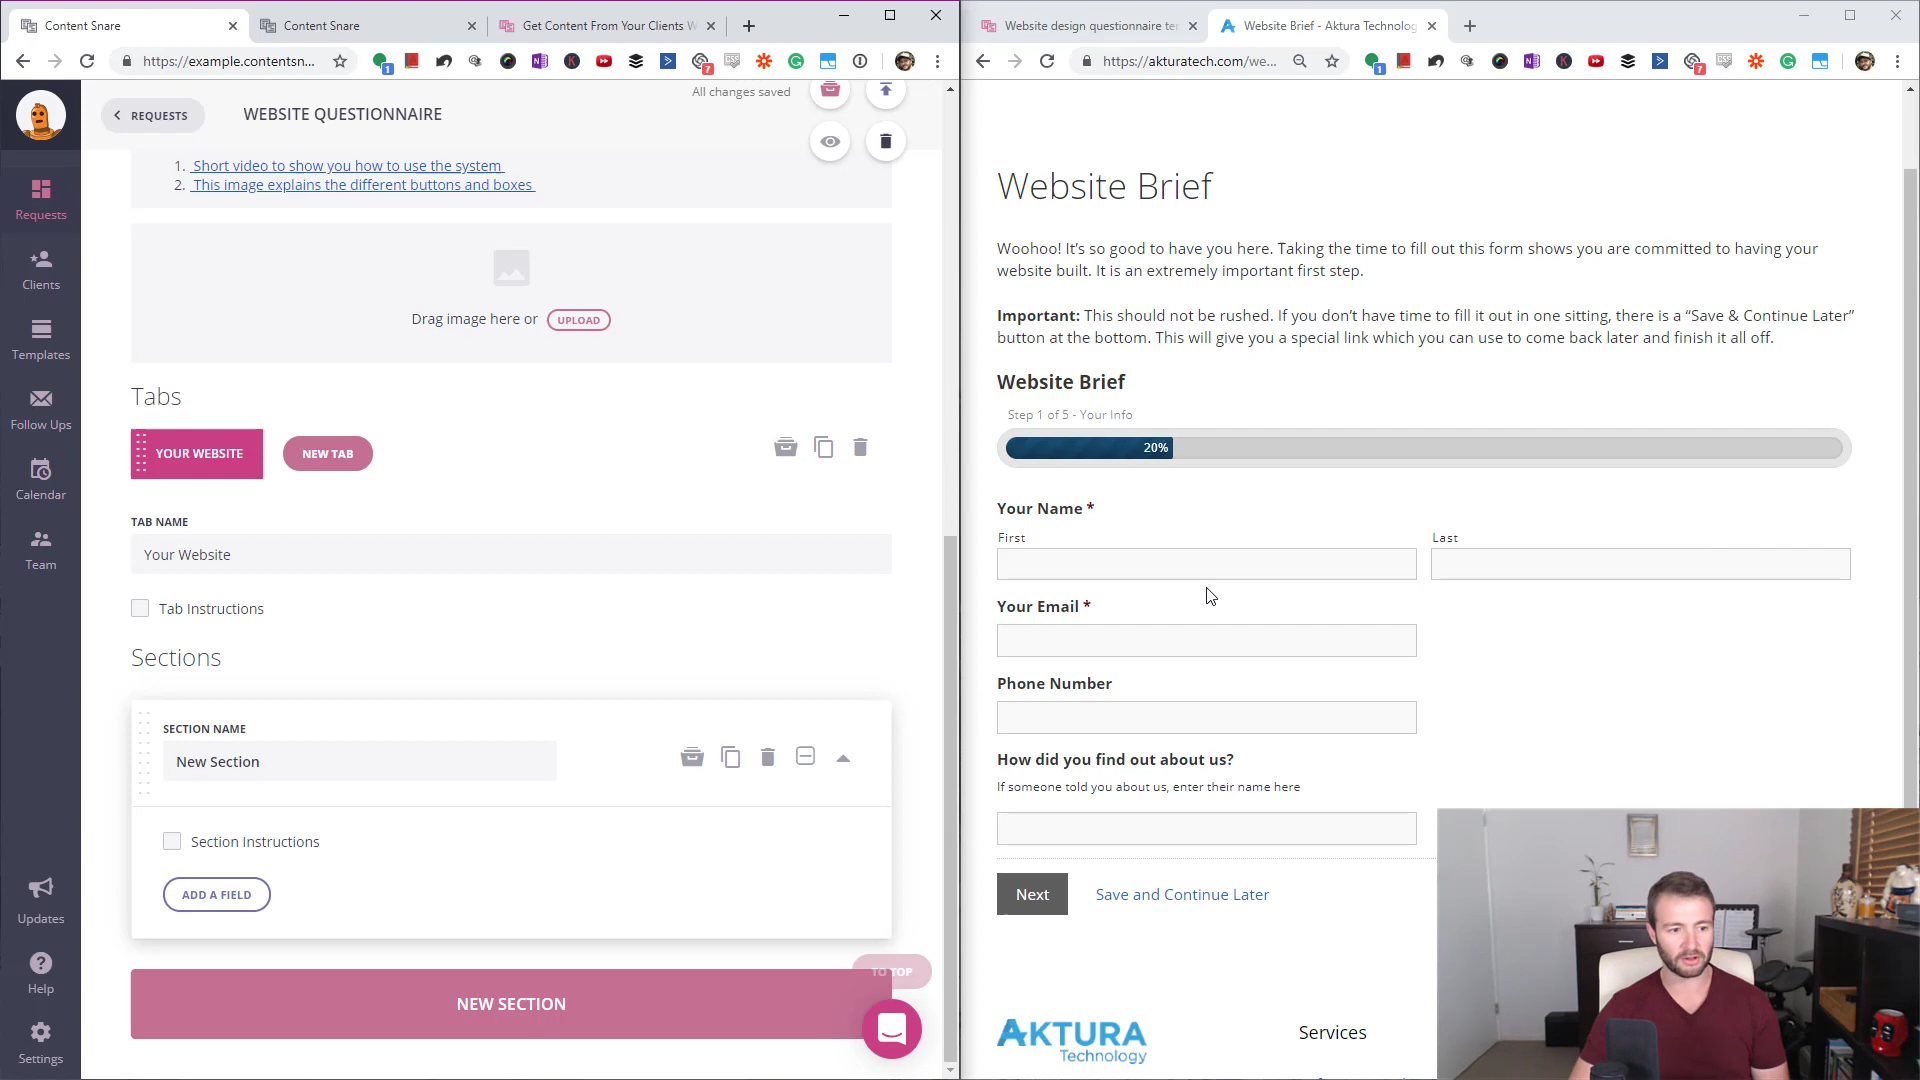 Content Snare
Content Snare
Get Content From Your Clients W
https://example.contentsn...
1
7
REQUESTS
WEBSITE QUESTIONNAIRE
All changes saved
Requests
Clients
Templates
Follow Ups
Calendar
Team
Updates
Help
Settings
1. Short video to show you how to use the system
2. This image explains the different buttons and boxes
Drag image here or UPLOAD
Tabs
YOUR WEBSITE
NEW TAB
TAB NAME
Your Website
Tab Instructions
Sections
SECTION NAME
New Section
Section Instructions
ADD A FIELD
TO TOP
NEW SECTION
Website design questionnaire te
Website Brief - Aktura Technolog
https://akturatech.com/we...
1
7
Website Brief
Woohoo! It’s so good to have you here. Taking the time to fill out this form shows you are committed to having your
website built. It is an extremely important first step.
Important: This should not be rushed. If you don’t have time to fill it out in one sitting, there is a “Save & Continue Later”
button at the bottom. This will give you a special link which you can use to come back later and finish it all off.
Website Brief
Step 1 of 5 - Your Info
20%
Your Name *
First
Last
Your Email *
Phone Number
How did you find out about us?
If someone told you about us, enter their name here
Next
Save and Continue Later
AKTURA
Technology
Services